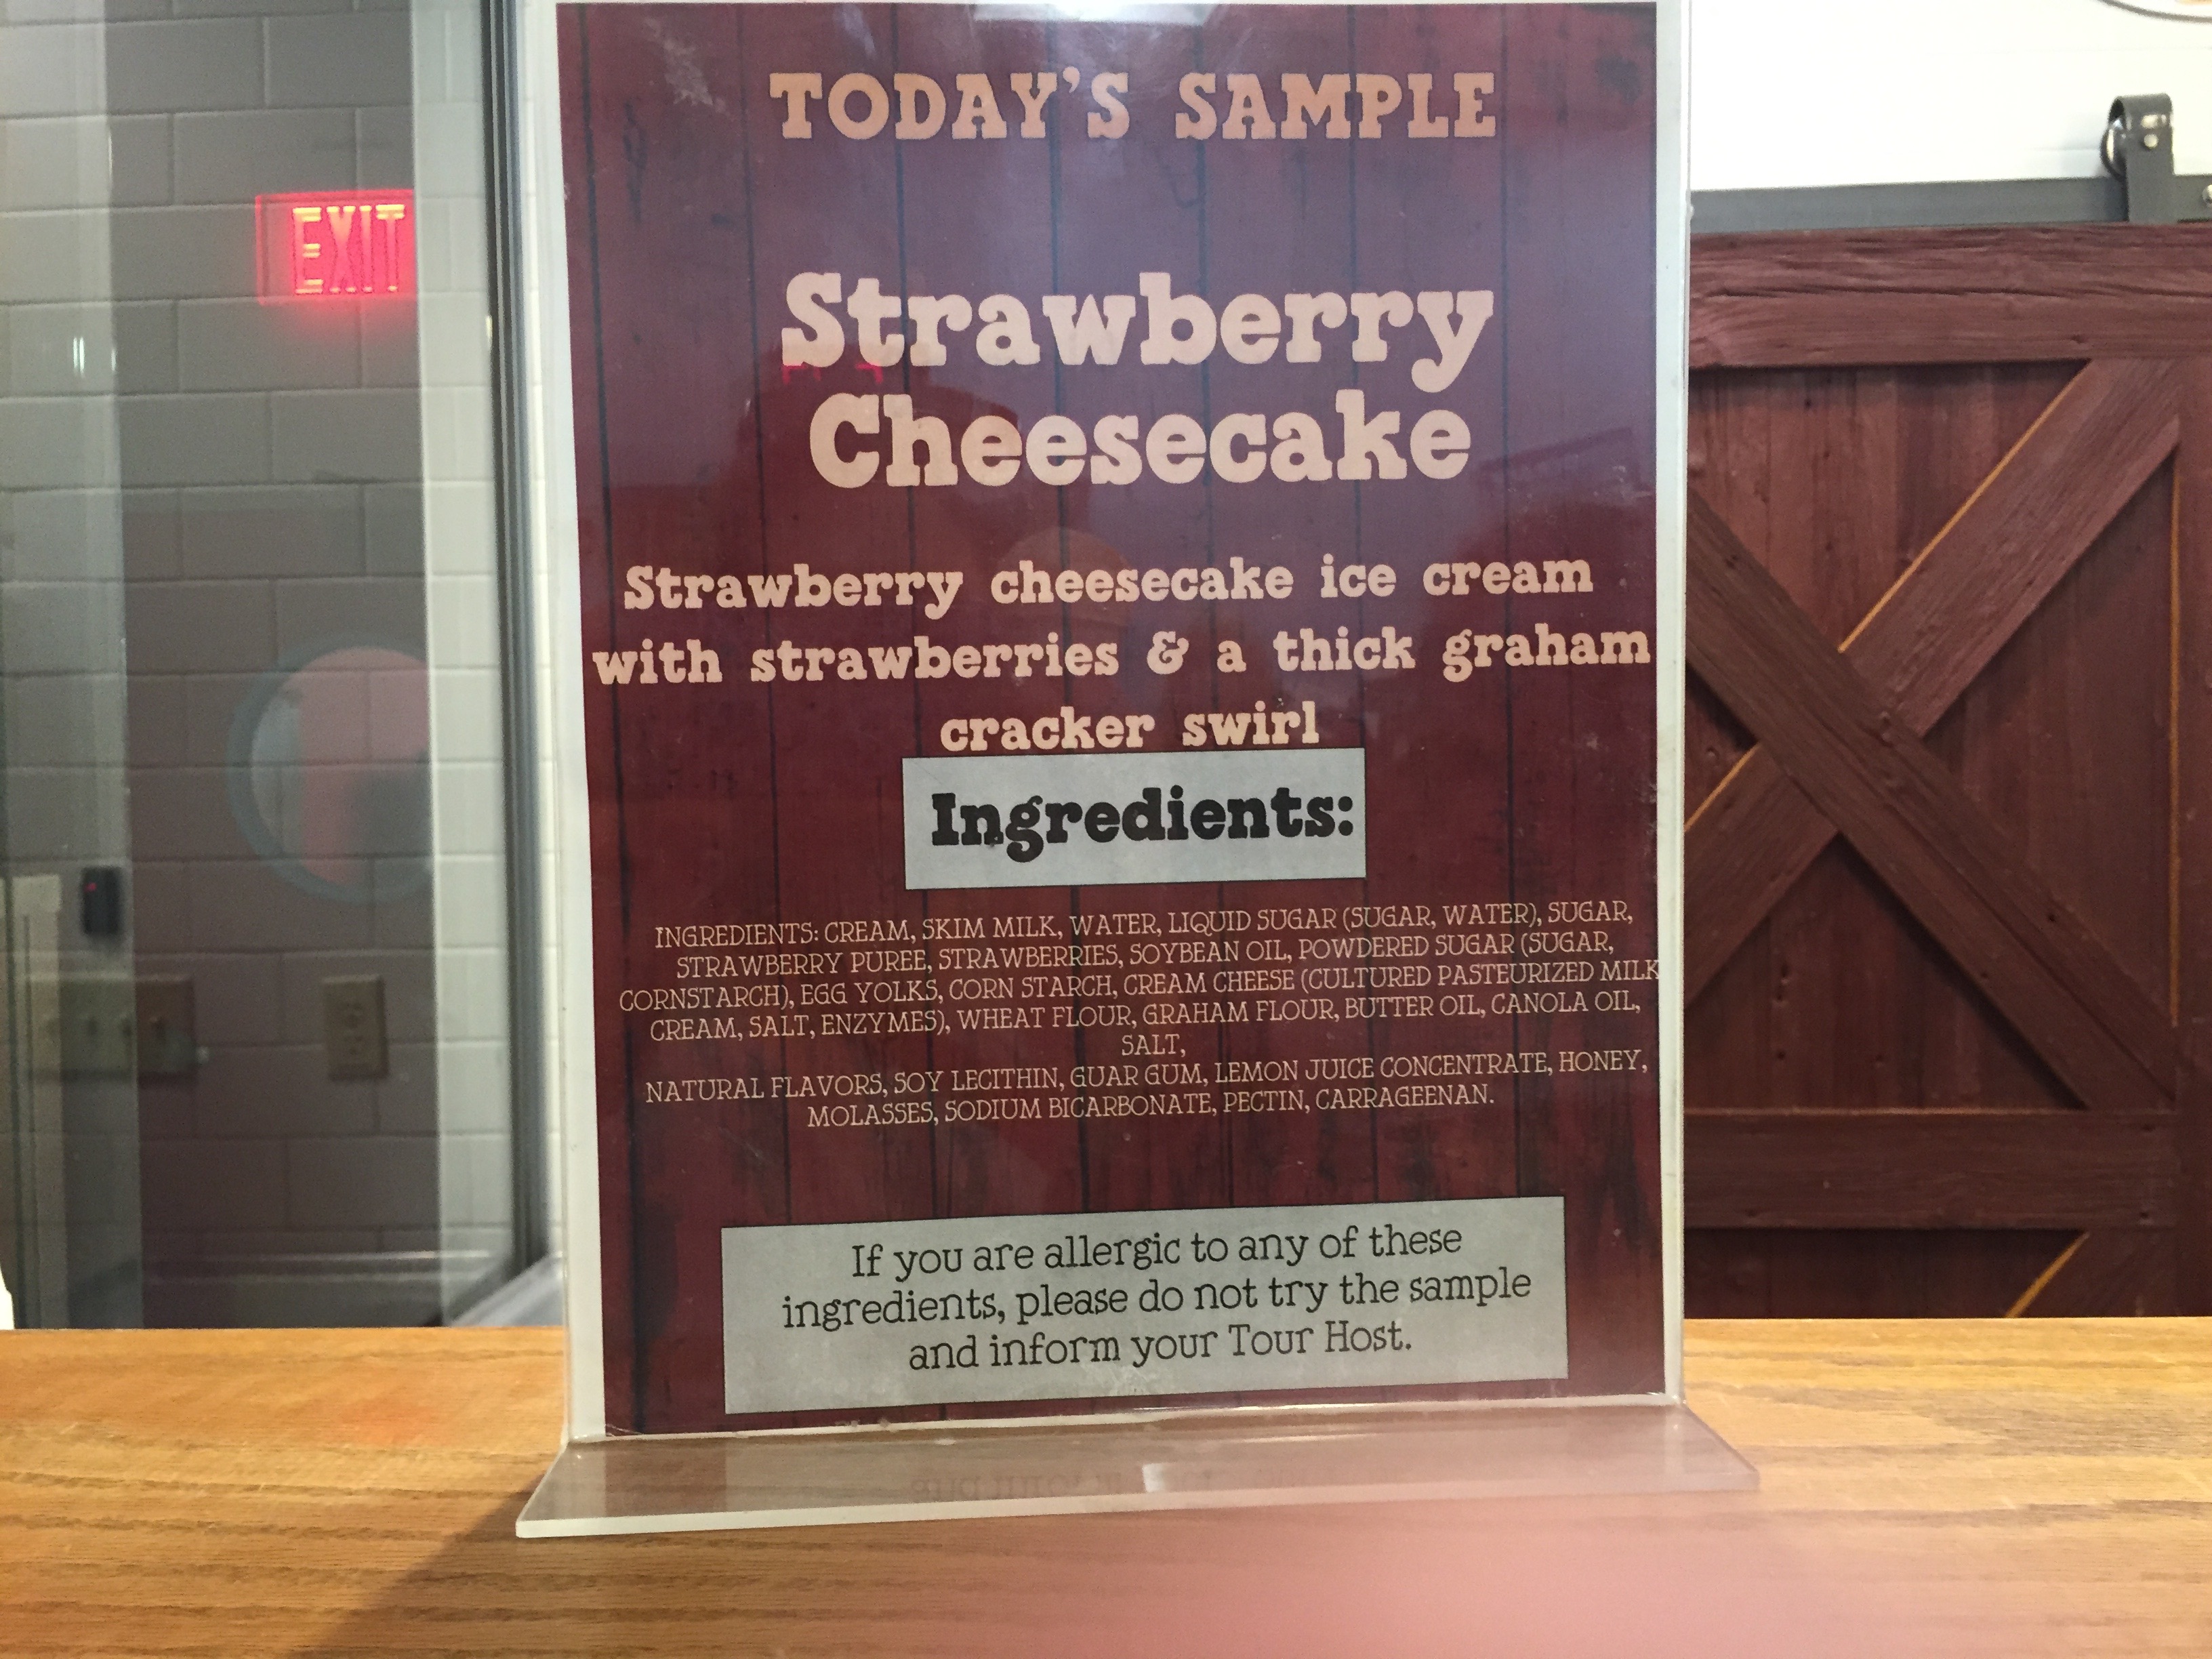 EXIT
TODAY'S SAMPLE
Strawberry
Cheesecake
Strawberry cheesecake ice cream
with strawberries & a thick graham
cracker swirl
Ingredients:
INGREDIENTS: CREAM, SKIM MILK, WATER, LIQUID SUGAR (SUGAR, WATER), SUGAR,
STRAWBERRY PUREE, STRAWBERRIES, SOYBEAN OIL, POWDERED SUGAR (SUGAR,
CORNSTARCH), EGG YOLKS, CORN STARCH, CREAM CHEESE (CULTURED PASTEURIZED MILK
CREAM, SALT, ENZYMES), WHEAT FLOUR, GRAHAM FLOUR, BUTTER OIL, CANOLA OIL,
SALT,
NATURAL FLAVORS, SOY LECITHIN, GUAR GUM, LEMON JUICE CONCENTRATE, HONEY,
MOLASSES, SODIUM BICARBONATE, PECTIN, CARRAGEENAN.
If you are allergic to any of these
ingredients, please do not try the sample
and inform your Tour Host.